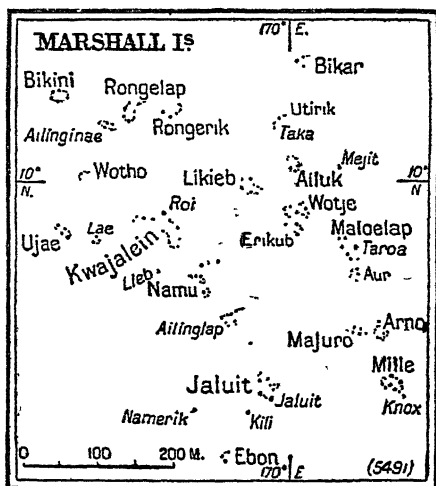 MARSHALL Is
170° E.
Bikar
Bikini
Rongelap
Utirik
Rongerik
Taka
Ailinginae
Mejit
10°
N.
Wotho
Likieb
Ailuk
10°
N.
Roi
Wotje
Ujae
Lae
Kwajalein
Erikub
Maloelap
Taroa
Lieb
Namu
Aur
Ailinglap
Majuro
Arno
Mille
Jaluit
Jaluit
Knox
Namerik
Kili
0 100 200 M.
Ebon
170° E
(5491)